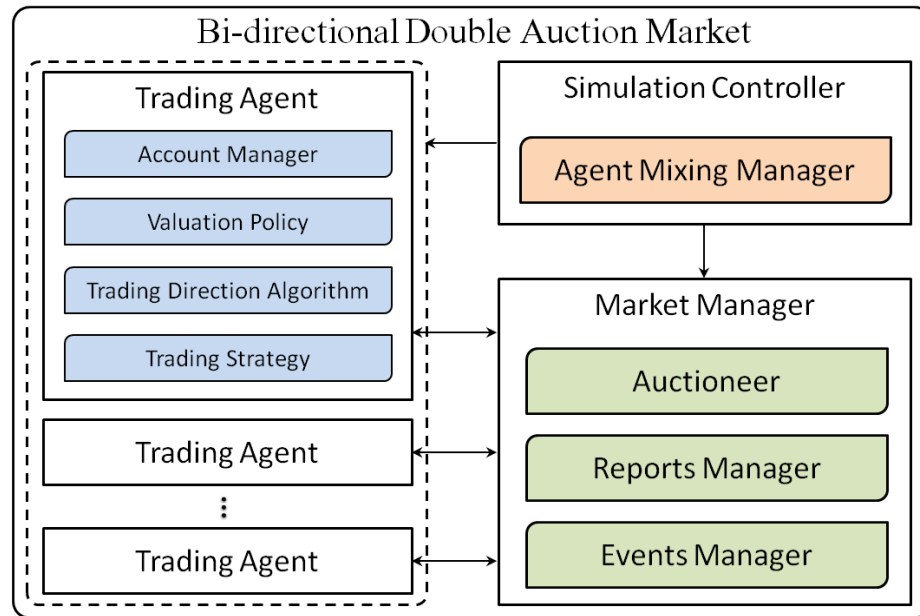 Bi-directional Double Auction Market
Trading Agent
Account Manager
Valuation Policy
Trading Direction Algorithm
Trading Strategy
Trading Agent
⋮
Trading Agent
Simulation Controller
Agent Mixing Manager
Market Manager
Auctioneer
Reports Manager
Events Manager